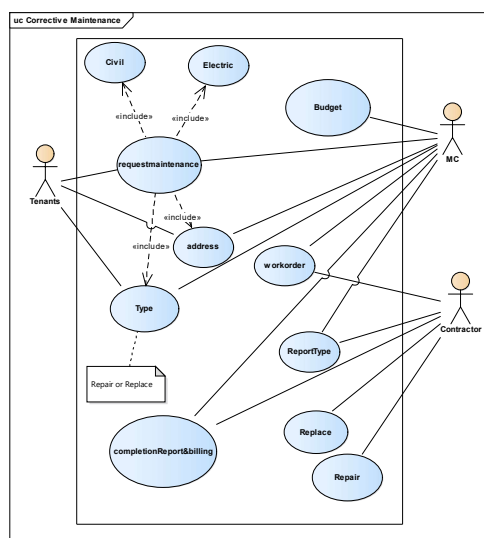 uc Corrective Maintenance
Civil
Electric
Budget
«include»
«include»
requestmaintenance
MC
Tenants
«include»
«include»
address
workorder
Type
Contractor
ReportType
Repair or Replace
Replace
completionReport&billing
Repair